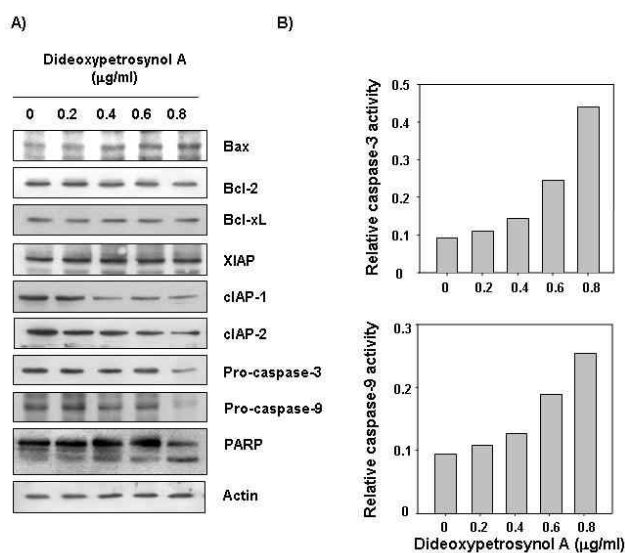 A)
Dideoxypetrosynol A
(μg/ml)
0 0.2 0.4 0.6 0.8
Bax
Bcl-2
Bcl-xL
XIAP
cIAP-1
cIAP-2
Pro-caspase-3
Pro-caspase-9
PARP
Actin
B)
Relative caspase-3 activity
0.5
0.4
0.3
0.2
0.1
0
0 0.2 0.4 0.6 0.8
Relative caspase-9 activity
0.3
0.2
0.1
0
0 0.2 0.4 0.6 0.8
Dideoxypetrosynol A (μg/ml)